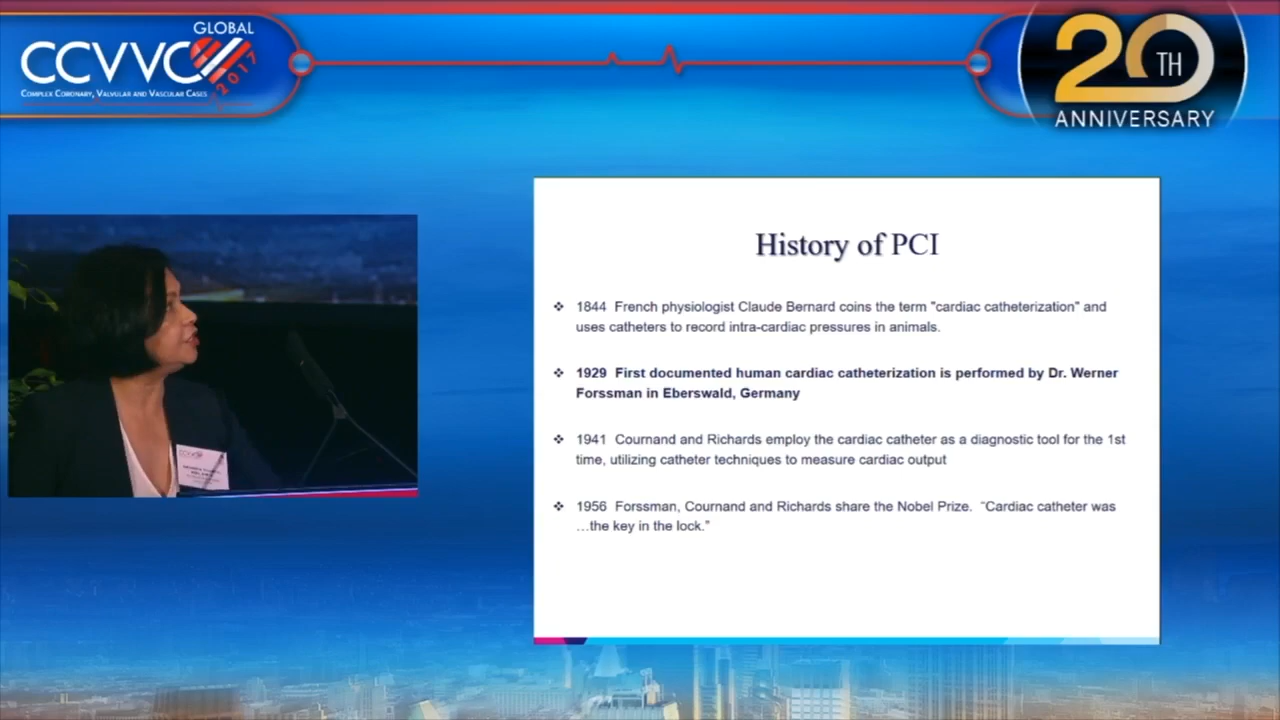 GLOBAL
CCVVC
2017
COMPLEX CORONARY, VALVULAR AND VASCULAR CASES
20TH
ANNIVERSARY
History of PCI
❖ 1844 French physiologist Claude Bernard coins the term "cardiac catheterization" and
uses catheters to record intra-cardiac pressures in animals.
❖ 1929 First documented human cardiac catheterization is performed by Dr. Werner
Forssman in Eberswald, Germany
❖ 1941 Cournand and Richards employ the cardiac catheter as a diagnostic tool for the 1st
time, utilizing catheter techniques to measure cardiac output
❖ 1956 Forssman, Cournand and Richards share the Nobel Prize. “Cardiac catheter was
…the key in the lock.”